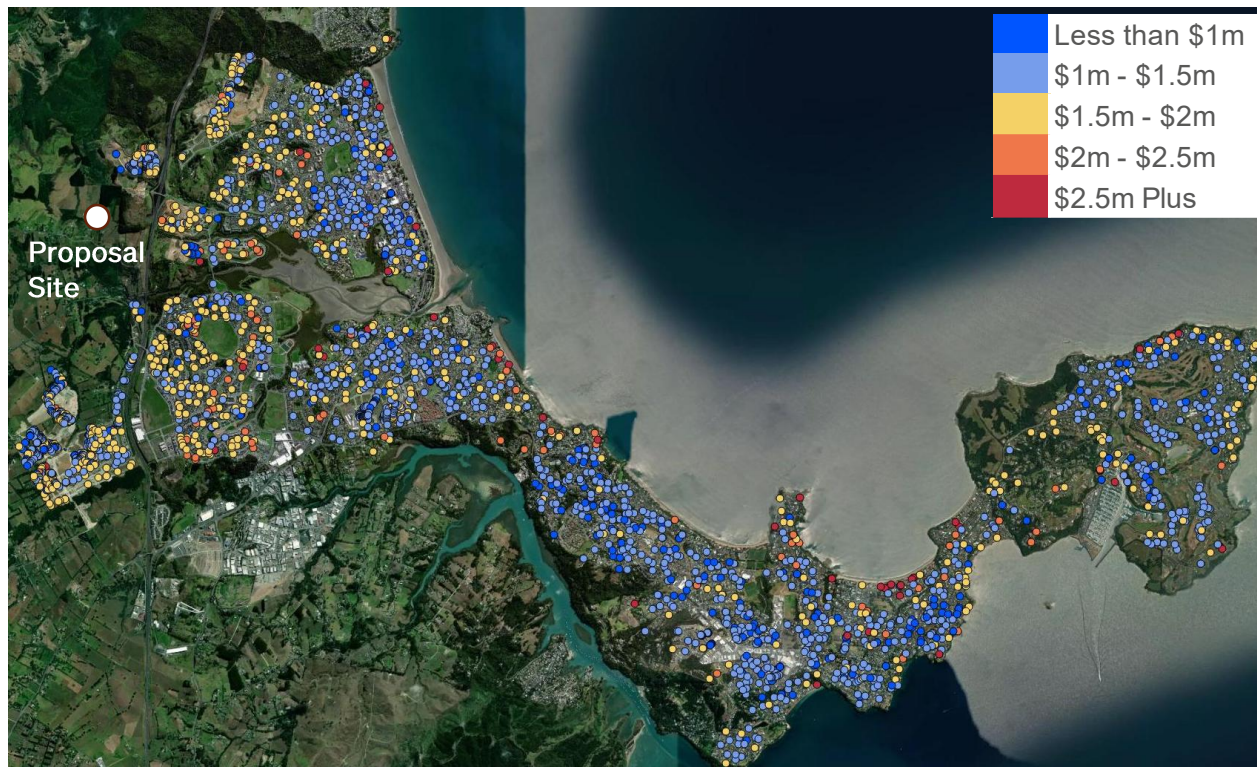 Less than $1m
$1m - $1.5m
$1.5m - $2m
$2m - $2.5m
$2.5m Plus
Proposal
Site